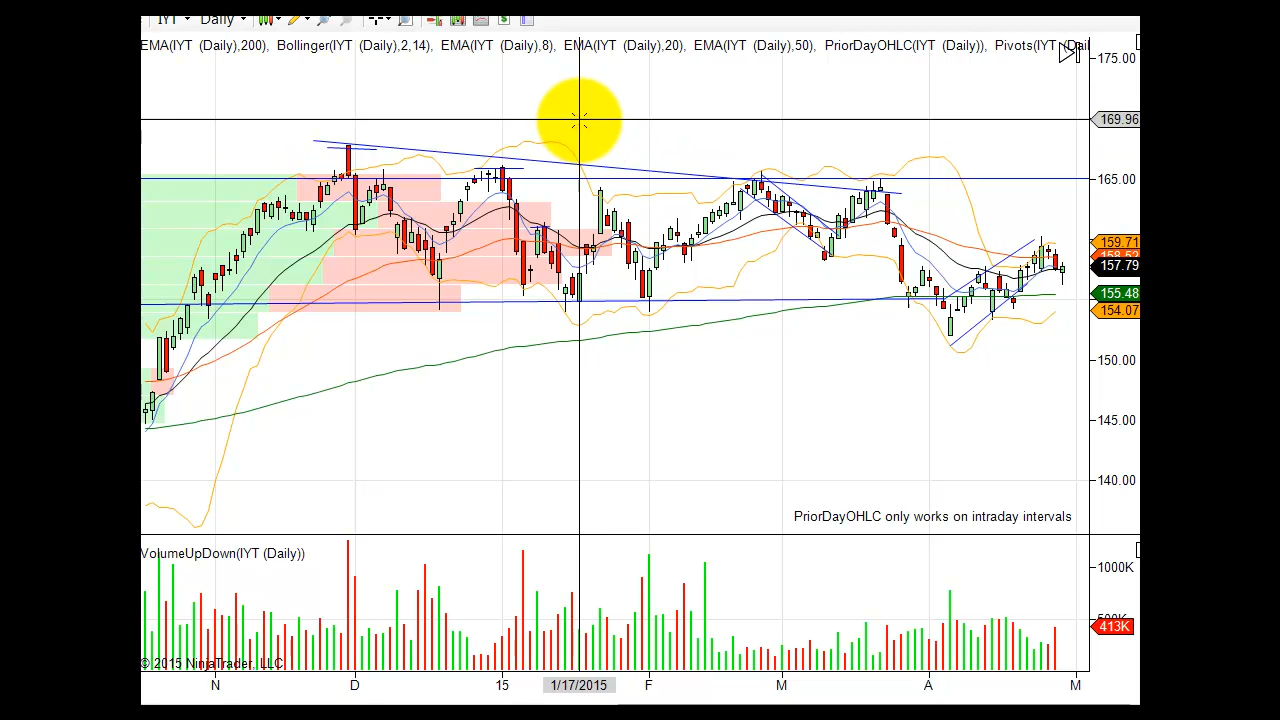 IYT Daily
EMA(IYT (Daily),200), Bollinger(IYT (Daily),2,14), EMA(IYT (Daily),8), EMA(IYT (Daily),20), EMA(IYT (Daily),50), PriorDayOHLC(IYT (Daily)), Pivots(IYT (Dail
175.00
169.96
165.00
159.71
157.79
155.48
154.07
150.00
145.00
140.00
PriorDayOHLC only works on intraday intervals
VolumeUpDown(IYT (Daily))
1000K
413K
© 2015 NinjaTrader, LLC
N D 15 1/17/2015 F M A M